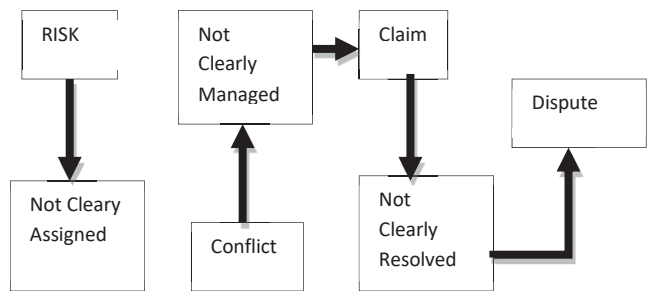 RISK
Not Cleary
Assigned
Conflict
Not
Clearly
Managed
Claim
Not
Clearly
Resolved
Dispute